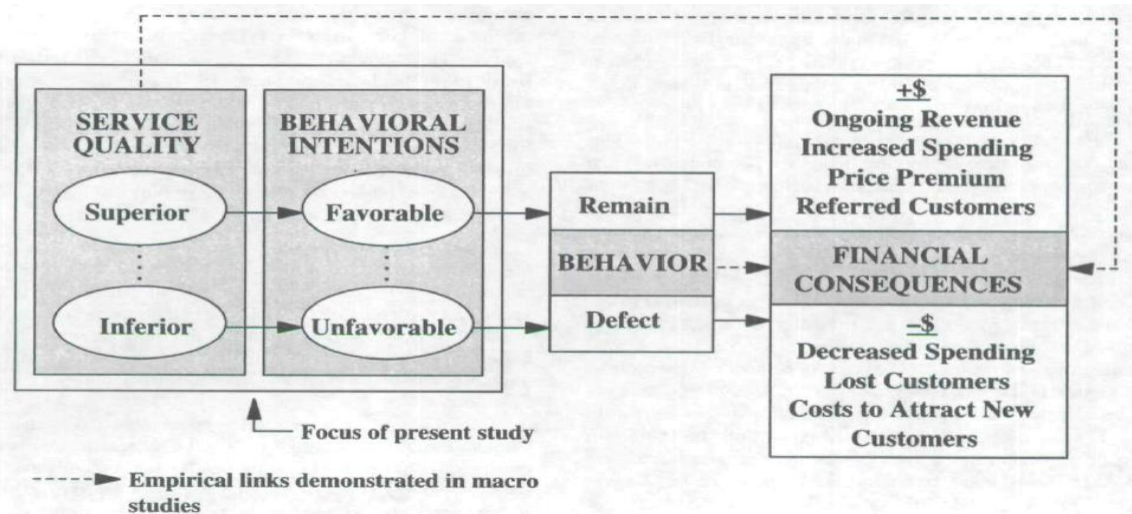 SERVICE
QUALITY
Superior
Inferior
BEHAVIORAL
INTENTIONS
Favorable
Unfavorable
Remain
BEHAVIOR
Defect
+$
Ongoing Revenue
Increased Spending
Price Premium
Referred Customers
FINANCIAL
CONSEQUENCES
–$
Decreased Spending
Lost Customers
Costs to Attract New
Customers
Focus of present study
Empirical links demonstrated in macro
studies